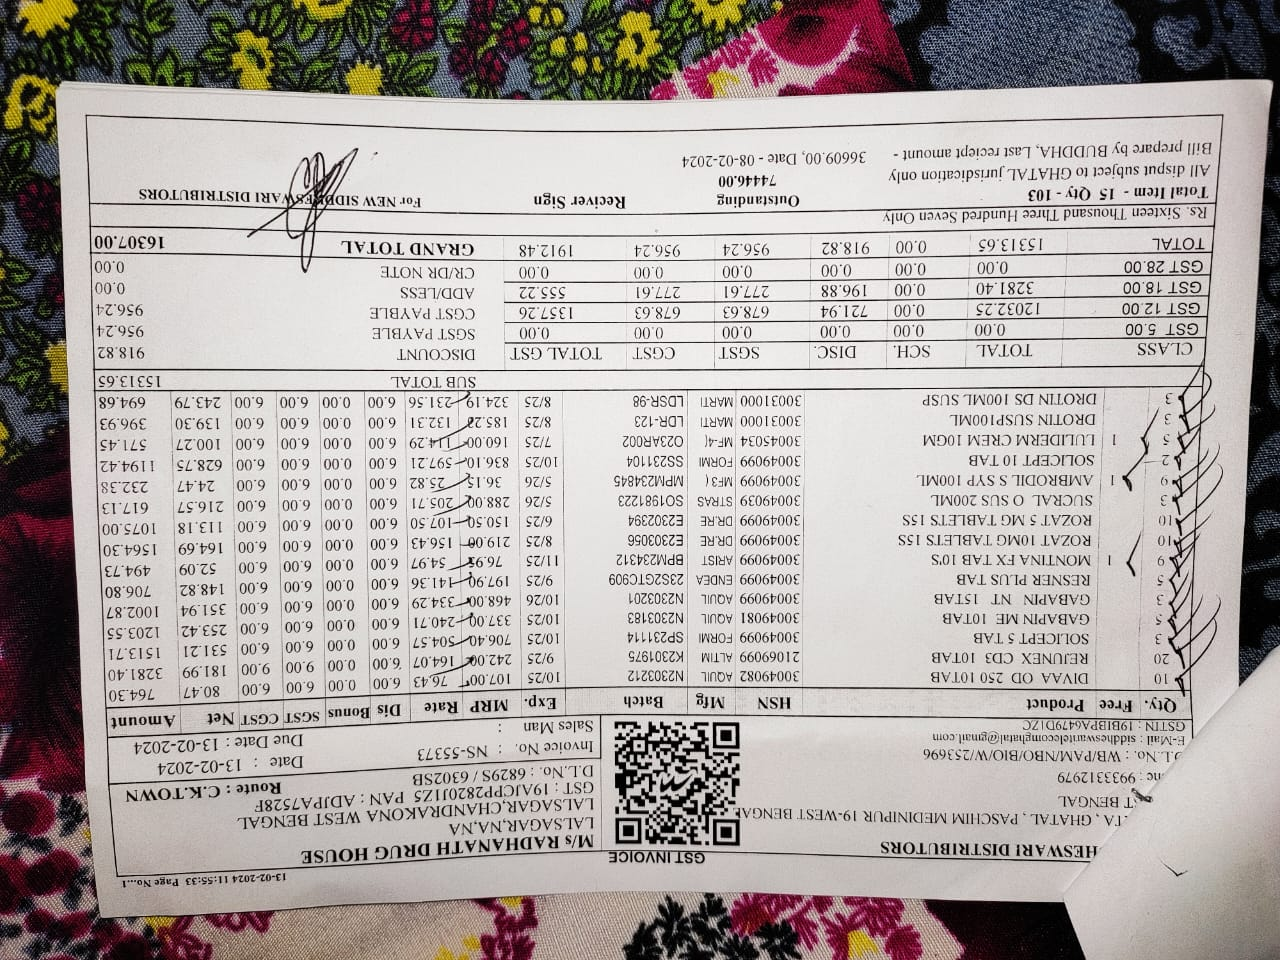 13-02-2024 11:55:33 Page No...1
GST INVOICE
HESWARI DISTRIBUTORS
, GHATAL , PASCHIM MEDINIPUR WEST BENGAL-19
T BENGAL
9933312979
D.L.No.: WB/PAM/NBO/BIO/W/253696
E-Mail : siddheswarientelcomghatal@gmail.com
GSTIN : 19BIBPA6479D1ZC
M/s RADHANATH DRUG HOUSE
LALSAGAR,NA,NA
LALSAGAR,CHANDRAKONA WEST BENGAL
GST: 19AJCPP2820J1Z5 PAN : ADJPA7528F
D.L.No.: 6829S / 6302SB Route : C.K.TOWN
Invoice No. : NS-55373 Date : 13-02-2024
Sales Man : Due Date : 13-02-2024
Qty. Free Product HSN Mfg Batch Exp. MRP Rate Dis Bonus SGST CGST Net Amount
10 DIVAA OD 250 10TAB 30049082 AQUIL N2303212 10/25 107.00 76.43 6.00 0.00 6.00 6.00 80.47 764.30
20 REJUNEX CD3 10TAB 21069099 ALTIM K2301975 9/25 242.00 164.07 6.00 0.00 9.00 9.00 181.99 3281.40
3 SOLICEPT 5 TAB 30049099 FORMI SP231114 10/25 706.40 504.57 6.00 0.00 6.00 6.00 531.21 1513.71
5 GABAPIN ME 10TAB 30049081 AQUIL N2303183 10/25 337.00 240.71 6.00 0.00 6.00 6.00 253.42 1203.55
3 GABAPIN NT 15TAB 30049099 AQUIL N2303201 10/26 468.00 334.29 6.00 0.00 6.00 6.00 351.94 1002.87
5 RESNER PLUS TAB 30049099 ENDEA 23SZGTC909 9/25 197.90 141.36 6.00 0.00 6.00 6.00 148.82 706.80
9 1 MONTINA FX TAB 10'S 30049099 ARIST BPM234312 11/25 76.95 54.97 6.00 0.00 6.00 6.00 52.09 494.73
10 ROZAT 10MG TABLETS 15S 30049099 DR.RE E2303056 8/25 219.00 156.43 6.00 0.00 6.00 6.00 164.69 1564.30
10 ROZAT 5 MG TABLETS 15S 30049099 DR.RE E2302394 6/25 150.50 107.50 6.00 0.00 6.00 6.00 113.18 1075.00
3 SUCRAL O SUS 200ML 30049039 STRAS SO1981223 5/26 288.00 205.71 6.00 0.00 6.00 6.00 216.57 617.13
9 1 AMBRODIL S SYP 100ML 30049099 MF3 ( MPM234845 5/26 36.15 25.82 6.00 0.00 6.00 6.00 24.47 232.38
2 SOLICEPT 10 TAB 30049099 FORMI SS231104 10/25 836.10 597.21 6.00 0.00 6.00 6.00 628.75 1194.42
5 1 LULIDERM CREM 10GM 30045034 MF-4( O23AR002 7/25 160.00 114.29 6.00 0.00 6.00 6.00 100.27 571.45
3 DROTIN SUSP100ML 30031000 MARTI LDR-123 8/25 185.25 132.31 6.00 0.00 6.00 6.00 139.30 396.93
3 DROTIN DS 100ML SUSP 30031000 MARTI LDSR-98 8/25 324.19 231.56 6.00 0.00 6.00 6.00 243.79 694.68
SUB TOTAL 15313.65
CLASS TOTAL SCH. DISC. SGST CGST TOTAL GST DISCOUNT 918.82
GST 5.00 0.00 0.00 0.00 0.00 0.00 0.00 SGST PAYBLE 956.24
GST 12.00 12032.25 0.00 721.94 678.63 678.63 1357.26 CGST PAYBLE 956.24
GST 18.00 3281.40 0.00 196.88 277.61 277.61 555.22 ADD/LESS 0.00
GST 28.00 0.00 0.00 0.00 0.00 0.00 0.00 CR/DR NOTE 0.00
TOTAL 15313.65 0.00 918.82 956.24 956.24 1912.48 GRAND TOTAL 16307.00
Rs. Sixteen Thousand Three Hundred Seven Only
Total Item - 15 Qty - 103 Outstanding Reciver Sign For NEW SIDDHESWARI DISTRIBUTORS
All disput subject to GHATAL jurisdication only 74446.00
Bill prepare by BUDDHA, Last reciept amount - 36609.00, Date - 08-02-2024